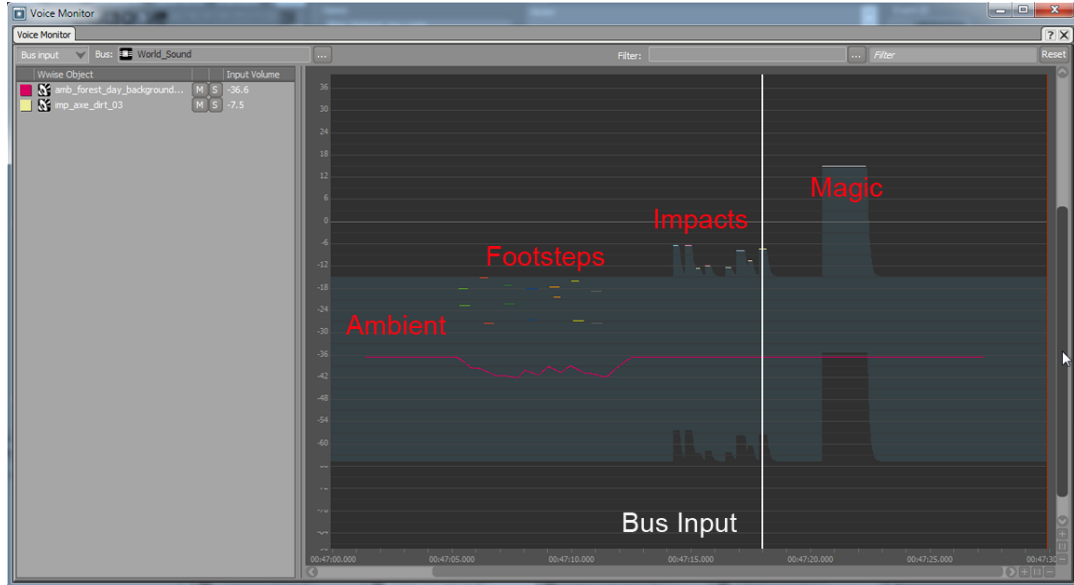 Voice Monitor
Voice Monitor
? X
Bus input Bus: World_Sound ... Filter: ... Filter Reset
Wwise Object Input Volume
amb_forest_day_background... M S -36.6
imp_axe_dirt_03 M S -7.5
36
30
24
18
12
6
0
-6
-12
-18
-24
-30
-36
-42
-48
-54
-60
Magic
Impacts
Footsteps
Ambient
Bus Input
00:47:00.000 00:47:05.000 00:47:10.000 00:47:15.000 00:47:20.000 00:47:25.000 00:47:30